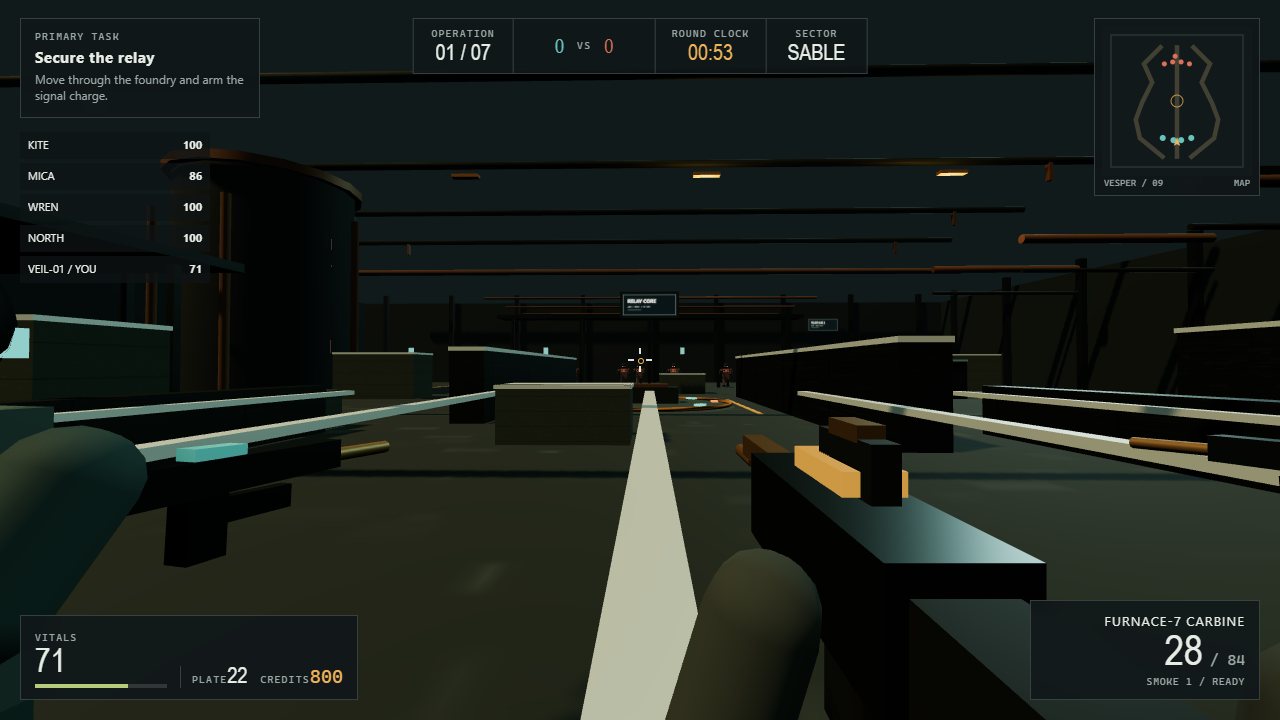 PRIMARY TASK
Secure the relay
Move through the foundry and arm the
signal charge.
OPERATION
01 / 07
0 VS 0
ROUND CLOCK
00:53
SECTOR
SABLE
VESPER / 09 MAP
KITE 100
MICA 86
WREN 100
NORTH 100
VEIL-01 / YOU 71
RELAY CORE
VITALS
71
PLATE 22 CREDITS 800
FURNACE-7 CARBINE
28 / 84
SMOKE 1 / READY